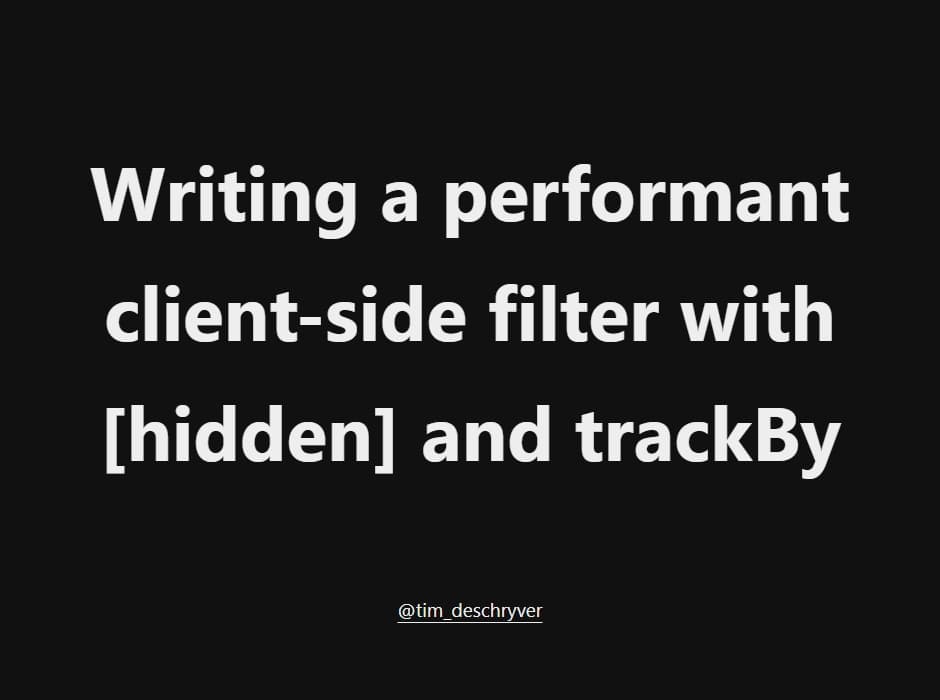 Writing a performant
client-side filter with
[hidden] and trackBy
@tim_deschryver